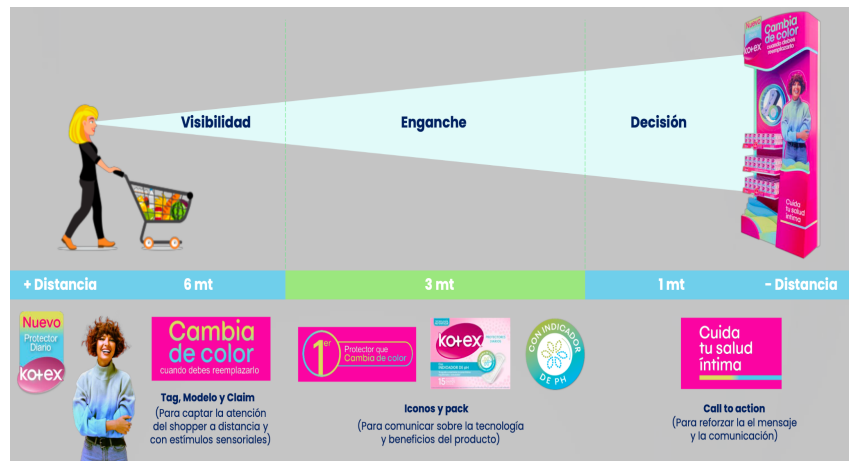 Visibilidad
Enganche
Decisión
Nuevo
kotex
Cambia
de color
cuando debes
reemplazarlo
Cuida
tu salud
íntima
+ Distancia
6 mt
3 mt
1 mt
- Distancia
Nuevo
Protector
Diario
kotex
Cambia
de color
cuando debes reemplazarlo
Tag, Modelo y Claim
(Para captar la atención
del shopper a distancia y
con estímulos sensoriales)
1er
Protector que
Cambia de color
kotex
INDICADOR DE pH
15
CON INDICADOR
DE PH
Iconos y pack
(Para comunicar sobre la tecnología
y beneficios del producto)
Cuida
tu salud
íntima
Call to action
(Para reforzar la el mensaje
y la comunicación)